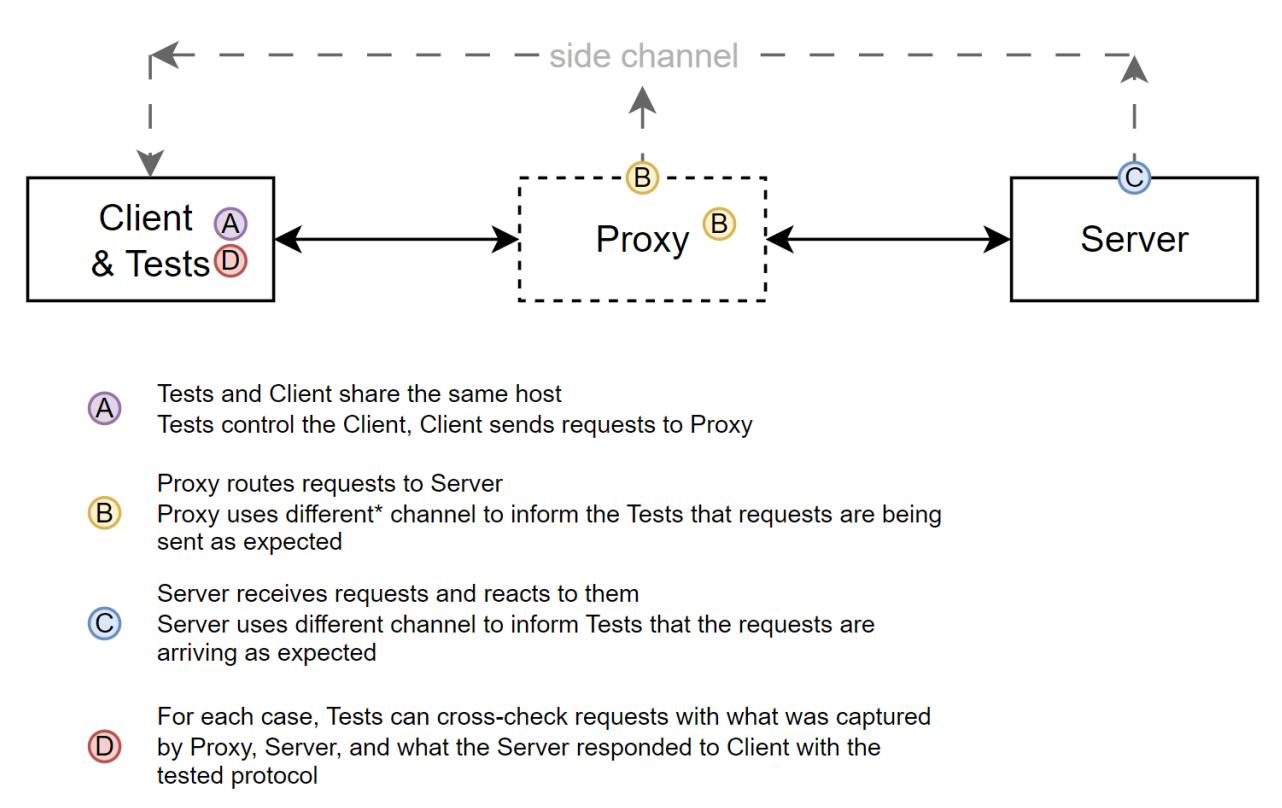 side channel
B
C
Client A
& Tests D
Proxy B
Server
A
Tests and Client share the same host
Tests control the Client, Client sends requests to Proxy
B
Proxy routes requests to Server
Proxy uses different* channel to inform the Tests that requests are being
sent as expected
C
Server receives requests and reacts to them
Server uses different channel to inform Tests that the requests are
arriving as expected
D
For each case, Tests can cross-check requests with what was captured
by Proxy, Server, and what the Server responded to Client with the
tested protocol